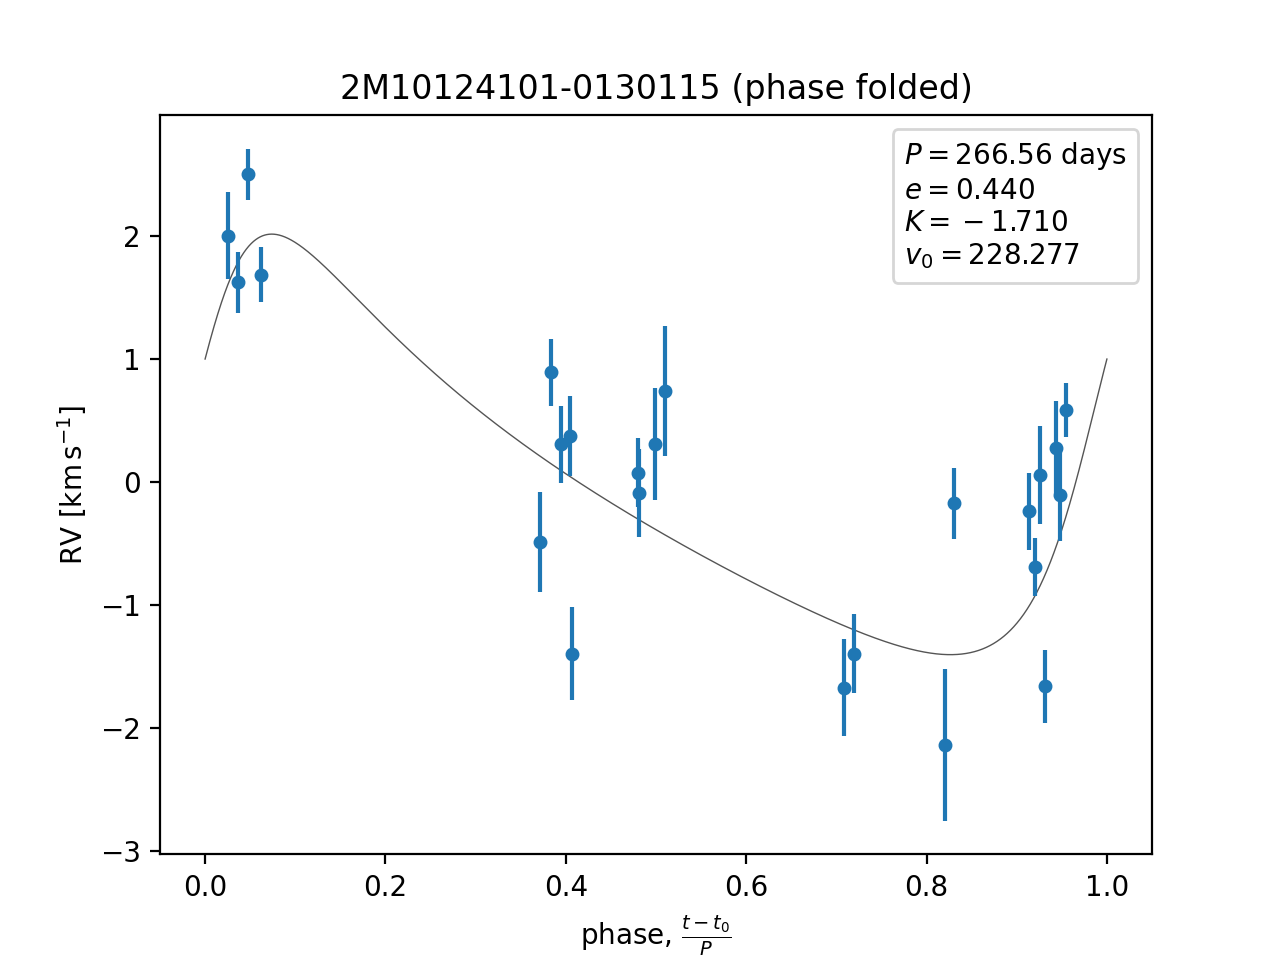 2M10124101-0130115 (phase folded)
P = 266.56 days
e = 0.440
K = −1.710
v₀ = 228.277
RV [km s⁻¹]
2
1
0
−1
−2
−3
0.0 0.2 0.4 0.6 0.8 1.0
phase, (t − t₀)/P